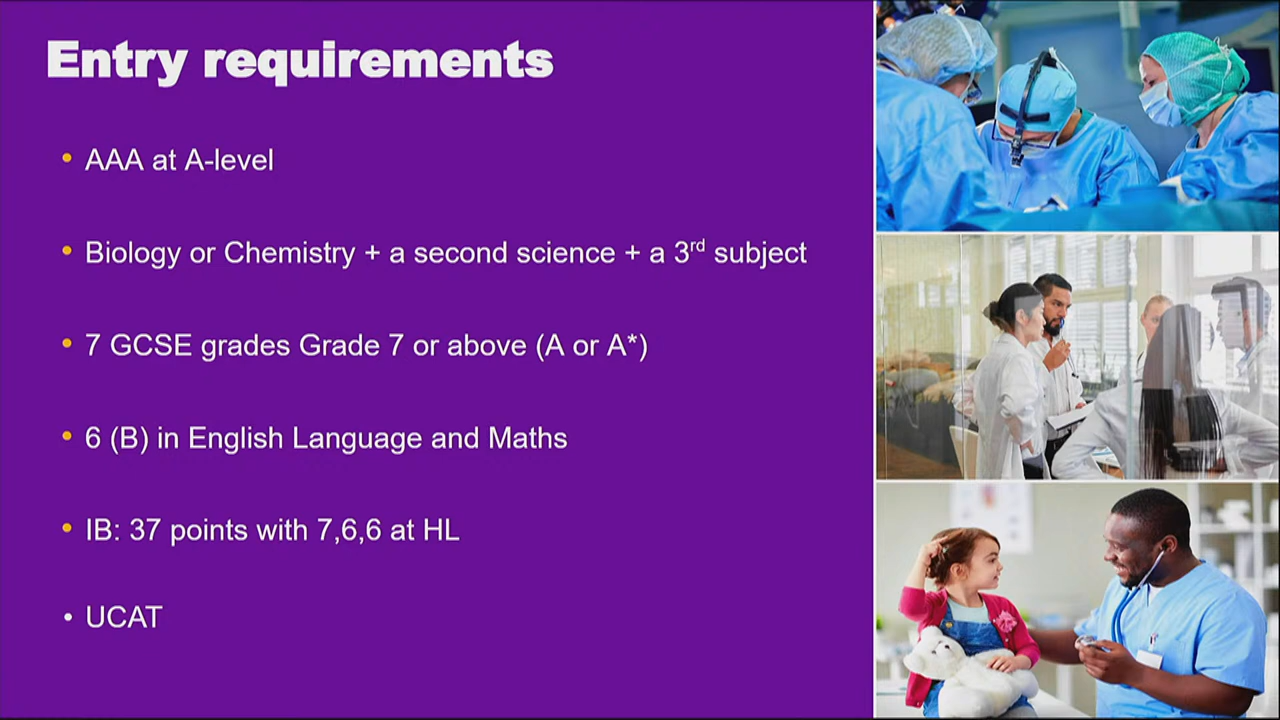 Entry requirements
• AAA at A-level
• Biology or Chemistry + a second science + a 3rd subject
• 7 GCSE grades Grade 7 or above (A or A*)
• 6 (B) in English Language and Maths
• IB: 37 points with 7,6,6 at HL
• UCAT